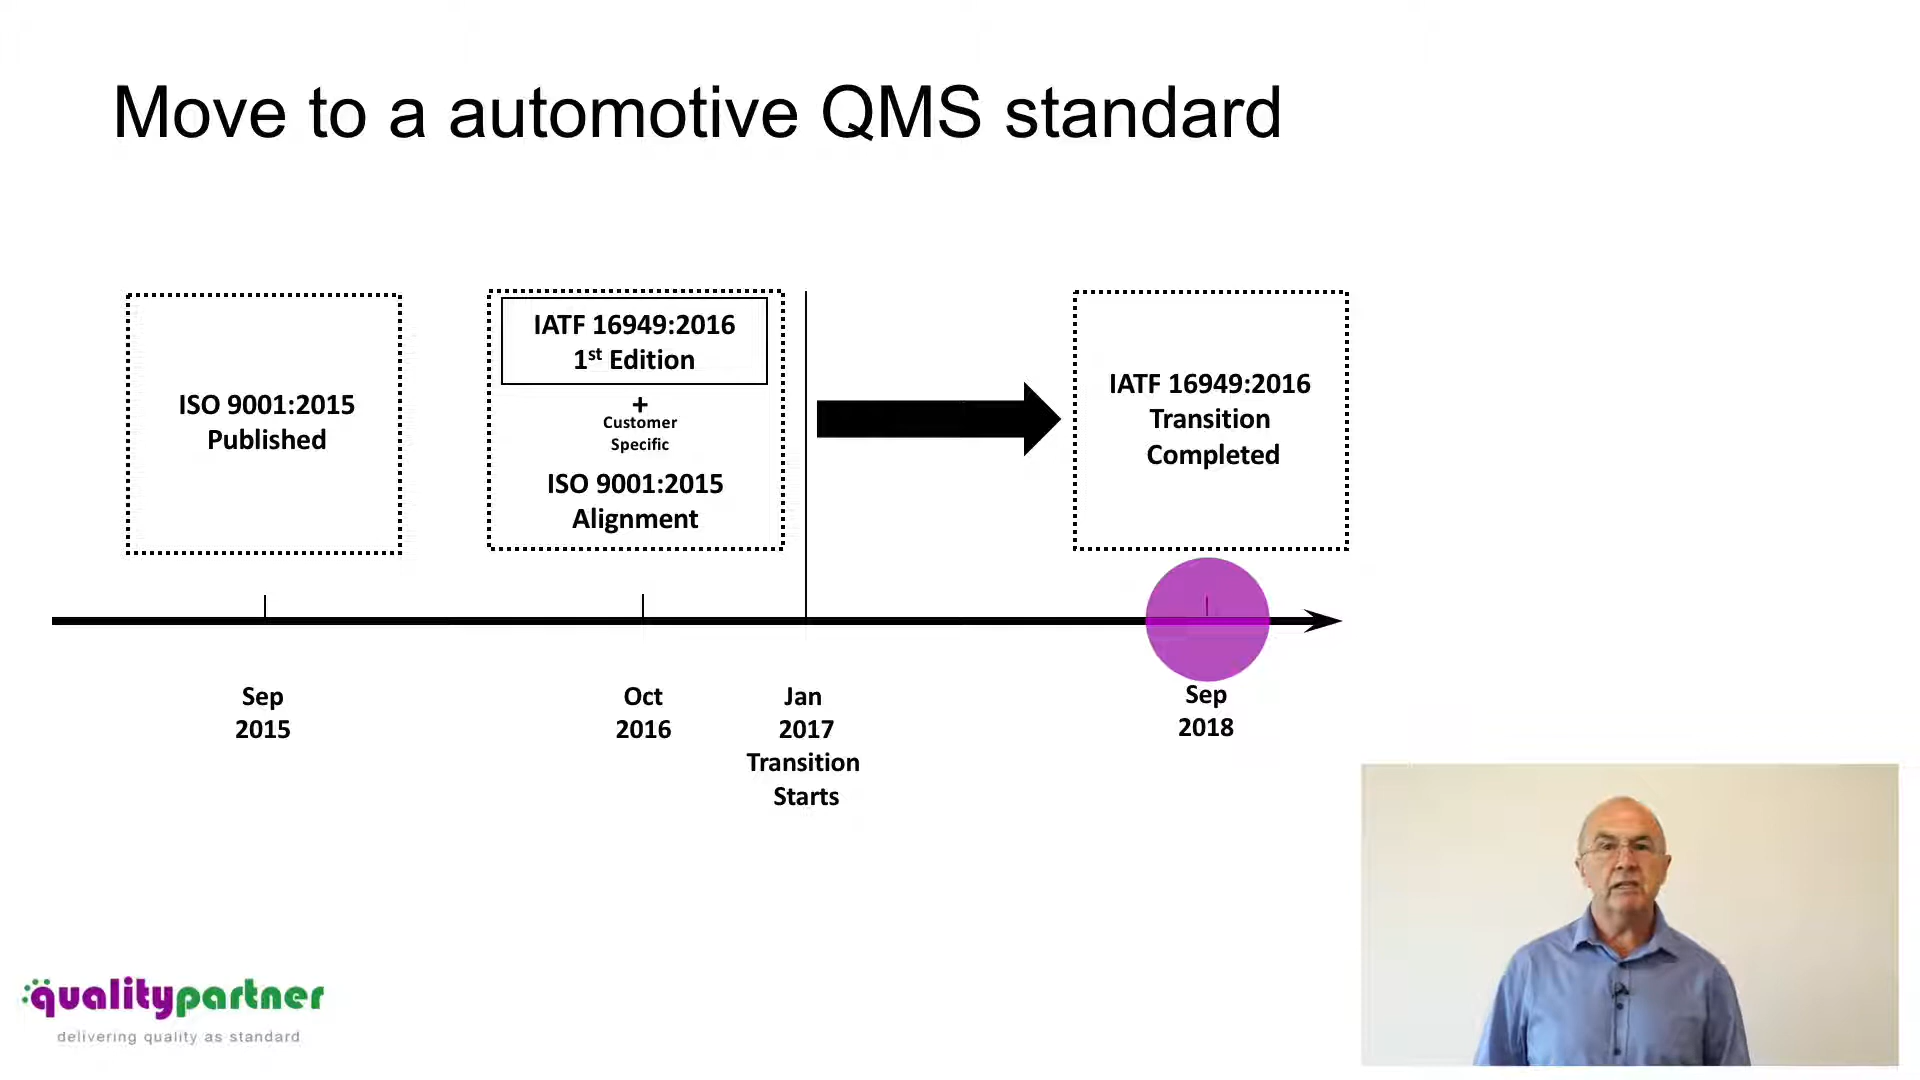 Move to a automotive QMS standard
ISO 9001:2015
Published
IATF 16949:2016
1st Edition
+
Customer
Specific
ISO 9001:2015
Alignment
IATF 16949:2016
Transition
Completed
Sep
2015
Oct
2016
Jan
2017
Transition
Starts
Sep
2018
qualitypartner
delivering quality as standard